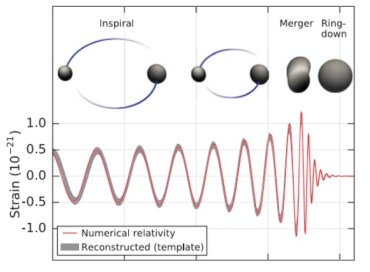 Inspiral
Merger Ring-
down
Strain (10⁻²¹)
1.0
0.5
0.0
-0.5
-1.0
Numerical relativity
Reconstructed (template)